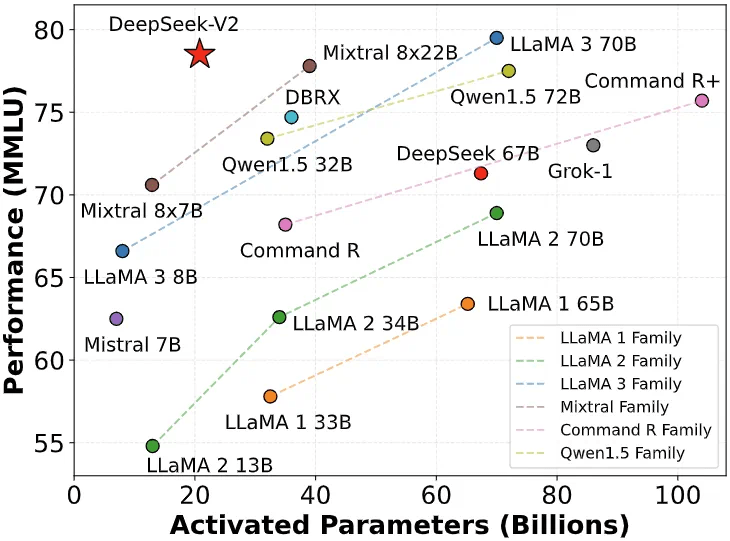 DeepSeek-V2
80
Mixtral 8x22B
LLaMA 3 70B
Command R+
DBRX
Qwen1.5 72B
75
Qwen1.5 32B
DeepSeek 67B
Grok-1
70
Mixtral 8x7B
LLaMA 2 70B
Command R
LLaMA 3 8B
65
LLaMA 1 65B
LLaMA 2 34B
Mistral 7B
60
LLaMA 1 33B
55
LLaMA 2 13B
Performance (MMLU)
LLaMA 1 Family
LLaMA 2 Family
LLaMA 3 Family
Mixtral Family
Command R Family
Qwen1.5 Family
0 20 40 60 80 100
Activated Parameters (Billions)